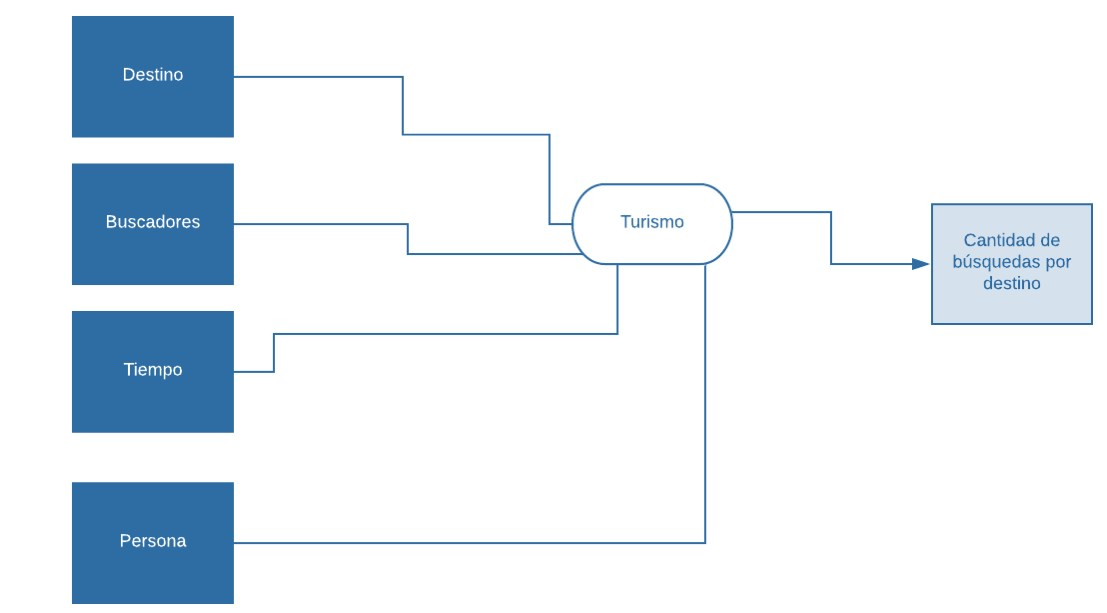 Destino
Buscadores
Turismo
Cantidad de
búsquedas por
destino
Tiempo
Persona